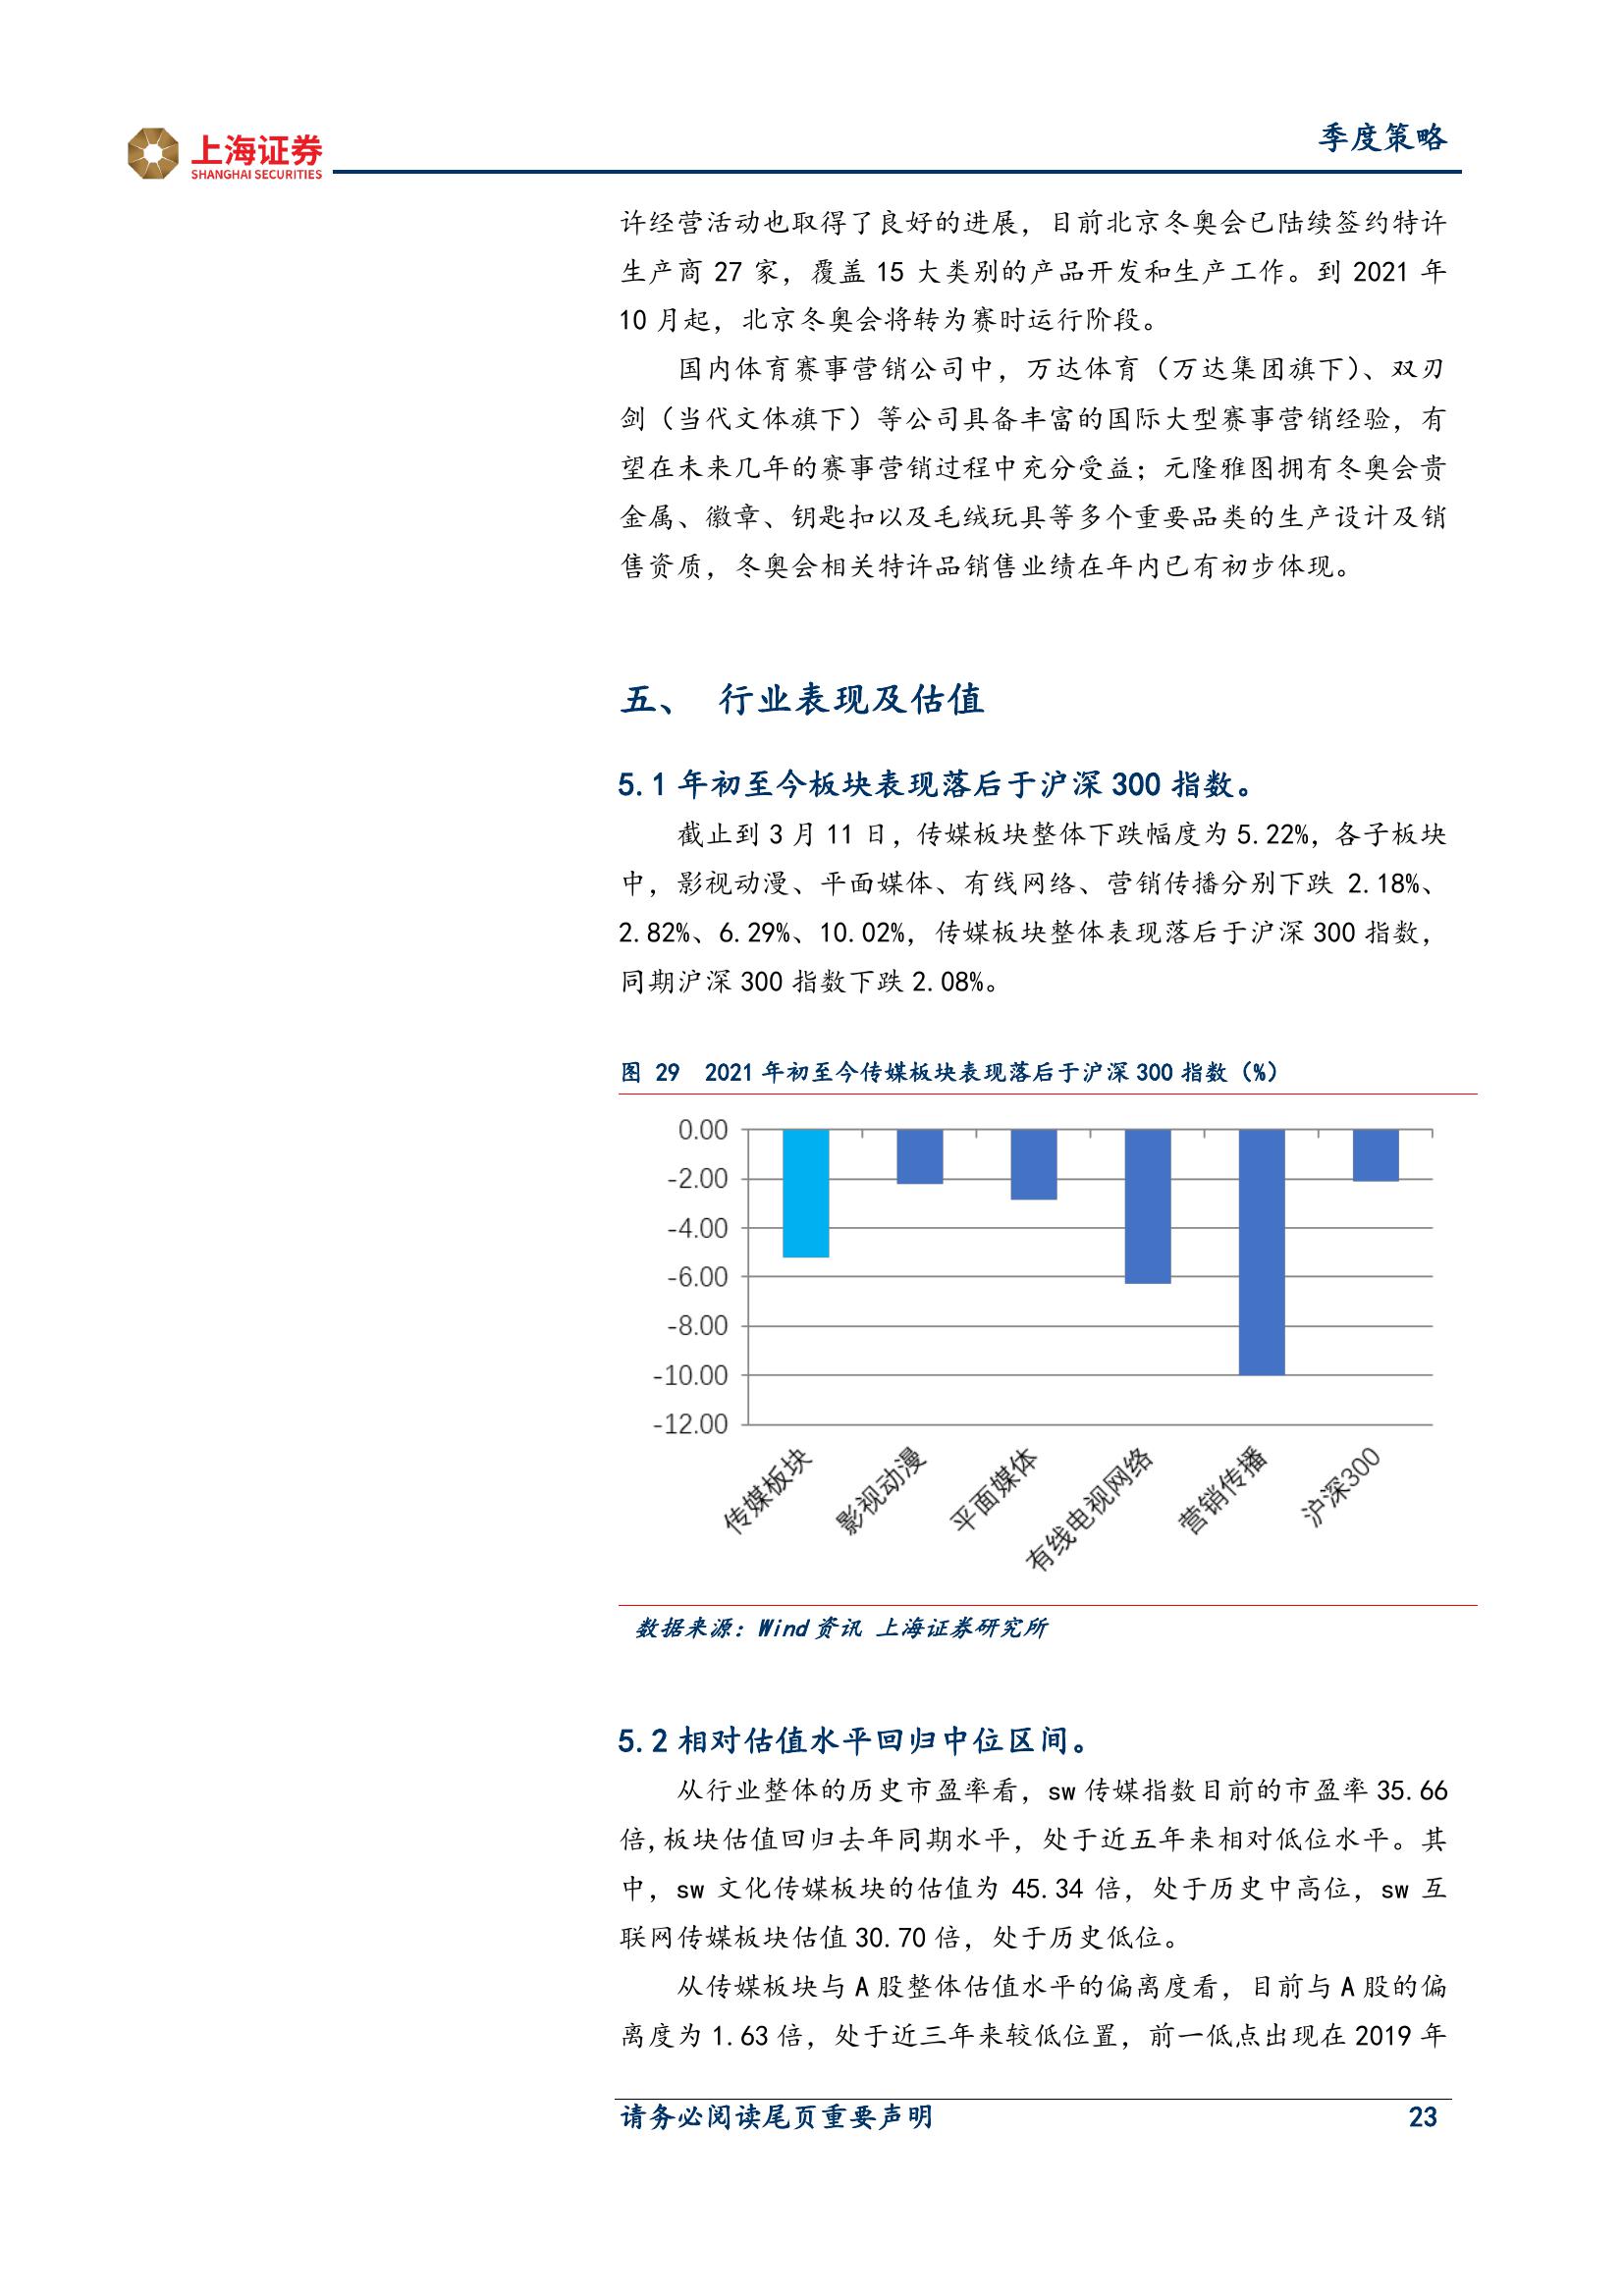 上海证券
SHANGHAI SECURITIES
季度策略
许经营活动也取得了良好的进展，目前北京冬奥会已陆续签约特许
生产商 27 家，覆盖 15 大类别的产品开发和生产工作。到 2021 年
10 月起，北京冬奥会将转为赛时运行阶段。
国内体育赛事营销公司中，万达体育（万达集团旗下）、双刃
剑（当代文体旗下）等公司具备丰富的国际大型赛事营销经验，有
望在未来几年的赛事营销过程中充分受益；元隆雅图拥有冬奥会贵
金属、徽章、钥匙扣以及毛绒玩具等多个重要品类的生产设计及销
售资质，冬奥会相关特许品销售业绩在年内已有初步体现。
五、 行业表现及估值
5.1 年初至今板块表现落后于沪深 300 指数。
截止到 3 月 11 日，传媒板块整体下跌幅度为 5.22%，各子板块
中，影视动漫、平面媒体、有线网络、营销传播分别下跌 2.18%、
2.82%、6.29%、10.02%，传媒板块整体表现落后于沪深 300 指数，
同期沪深 300 指数下跌 2.08%。
图 29 2021 年初至今传媒板块表现落后于沪深 300 指数（%）
0.00
-2.00
-4.00
-6.00
-8.00
-10.00
-12.00
传媒板块
影视动漫
平面媒体
有线电视网络
营销传播
沪深300
数据来源：Wind 资讯 上海证券研究所
5.2 相对估值水平回归中位区间。
从行业整体的历史市盈率看，sw 传媒指数目前的市盈率 35.66
倍,板块估值回归去年同期水平，处于近五年来相对低位水平。其
中，sw 文化传媒板块的估值为 45.34 倍，处于历史中高位，sw 互
联网传媒板块估值 30.70 倍，处于历史低位。
从传媒板块与 A 股整体估值水平的偏离度看，目前与 A 股的偏
离度为 1.63 倍，处于近三年来较低位置，前一低点出现在 2019 年
请务必阅读尾页重要声明
23